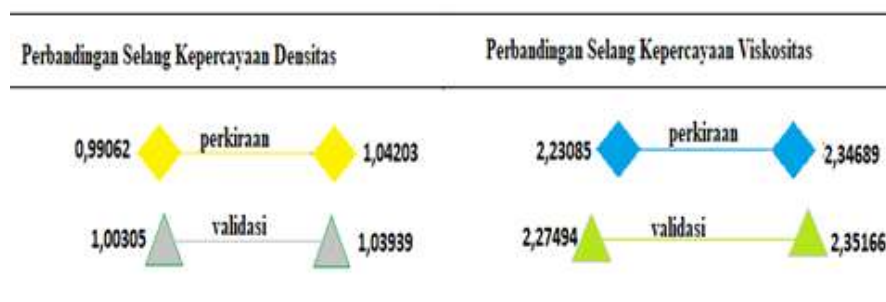 Perbandingan Selang Kepercayaan Densitas
Perbandingan Selang Kepercayaan Viskositas
0,99062
perkiraan
1,04203
1,00305
validasi
1,03939
2,23085
perkiraan
2,34689
2,27494
validasi
2,35166